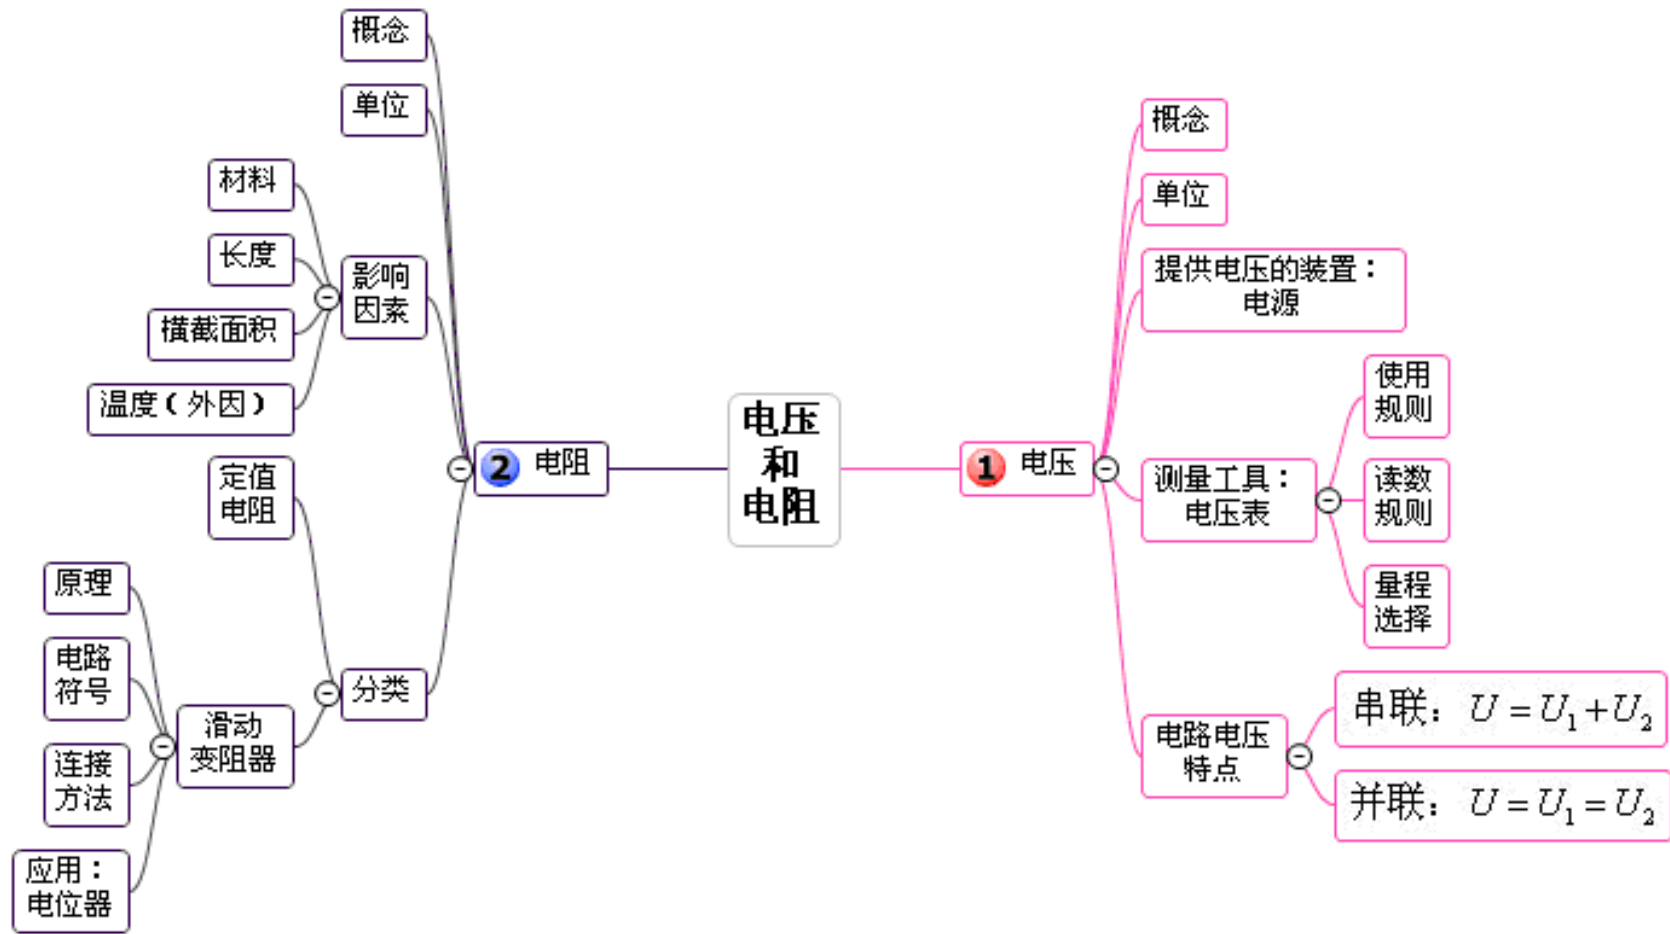 电压
和
电阻
1 电压
概念
单位
提供电压的装置：
电源
测量工具：
电压表
使用
规则
读数
规则
量程
选择
电路电压
特点
串联：U = U₁+U₂
并联：U = U₁ = U₂
2 电阻
概念
单位
影响
因素
材料
长度
横截面积
温度（外因）
分类
定值
电阻
滑动
变阻器
原理
电路
符号
连接
方法
应用：
电位器